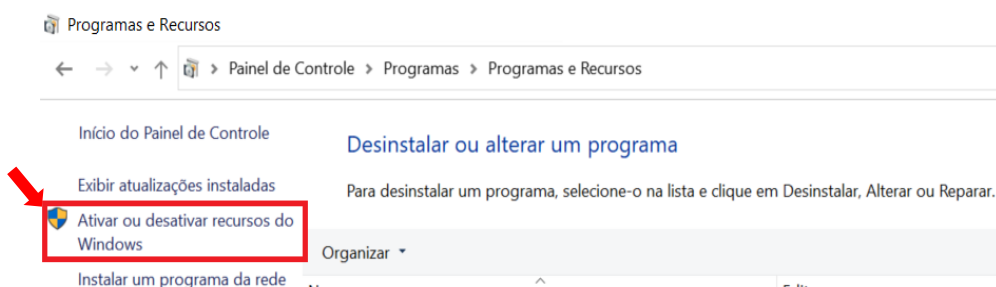 Programas e Recursos
Painel de Controle > Programas > Programas e Recursos
Início do Painel de Controle
Desinstalar ou alterar um programa
Exibir atualizações instaladas
Para desinstalar um programa, selecione-o na lista e clique em Desinstalar, Alterar ou Reparar.
Ativar ou desativar recursos do
Windows
Organizar
Instalar um programa da rede